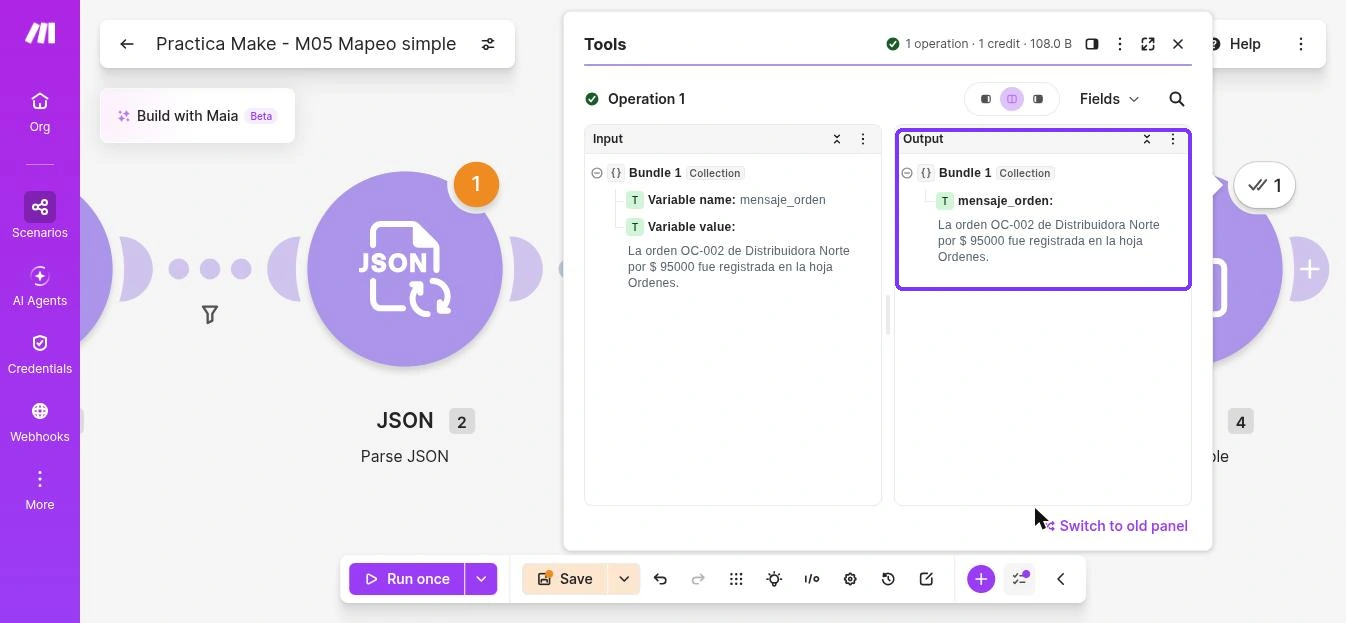 Practica Make - M05 Mapeo simple
Build with Maia Beta
Org
Scenarios
AI Agents
Credentials
Webhooks
More
1
JSON
JSON 2
Parse JSON
Tools
1 operation · 1 credit · 108.0 B
Operation 1
Fields
Input
{} Bundle 1 Collection
T Variable name: mensaje_orden
T Variable value:
La orden OC-002 de Distribuidora Norte
por $ 95000 fue registrada en la hoja
Ordenes.
Output
{} Bundle 1 Collection
T mensaje_orden:
La orden OC-002 de Distribuidora Norte
por $ 95000 fue registrada en la hoja
Ordenes.
Switch to old panel
Help
1
4
Run once
Save